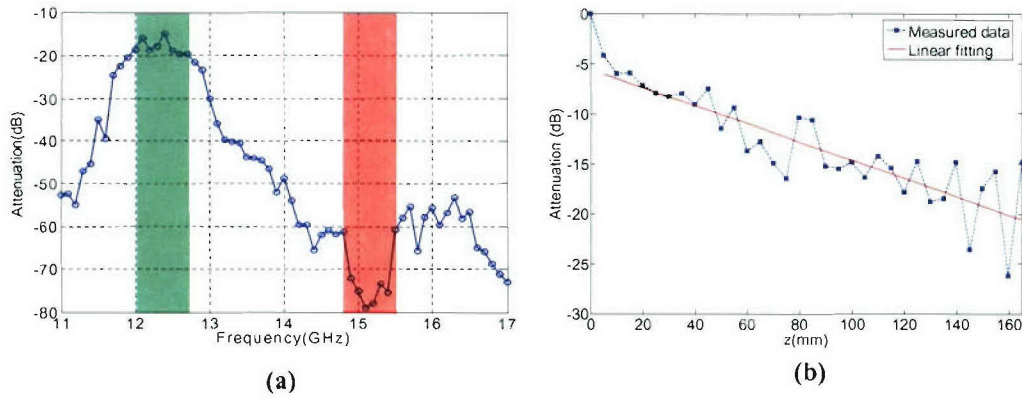 -10
-20
-30
-40
-50
-60
-70
-80
Attenuation(dB)
11 12 13 14 15 16 17
Frequency(GHz)
(a)
0
-5
-10
-15
-20
-25
-30
Attenuation (dB)
Measured data
Linear fitting
0 20 40 60 80 100 120 140 160
z(mm)
(b)